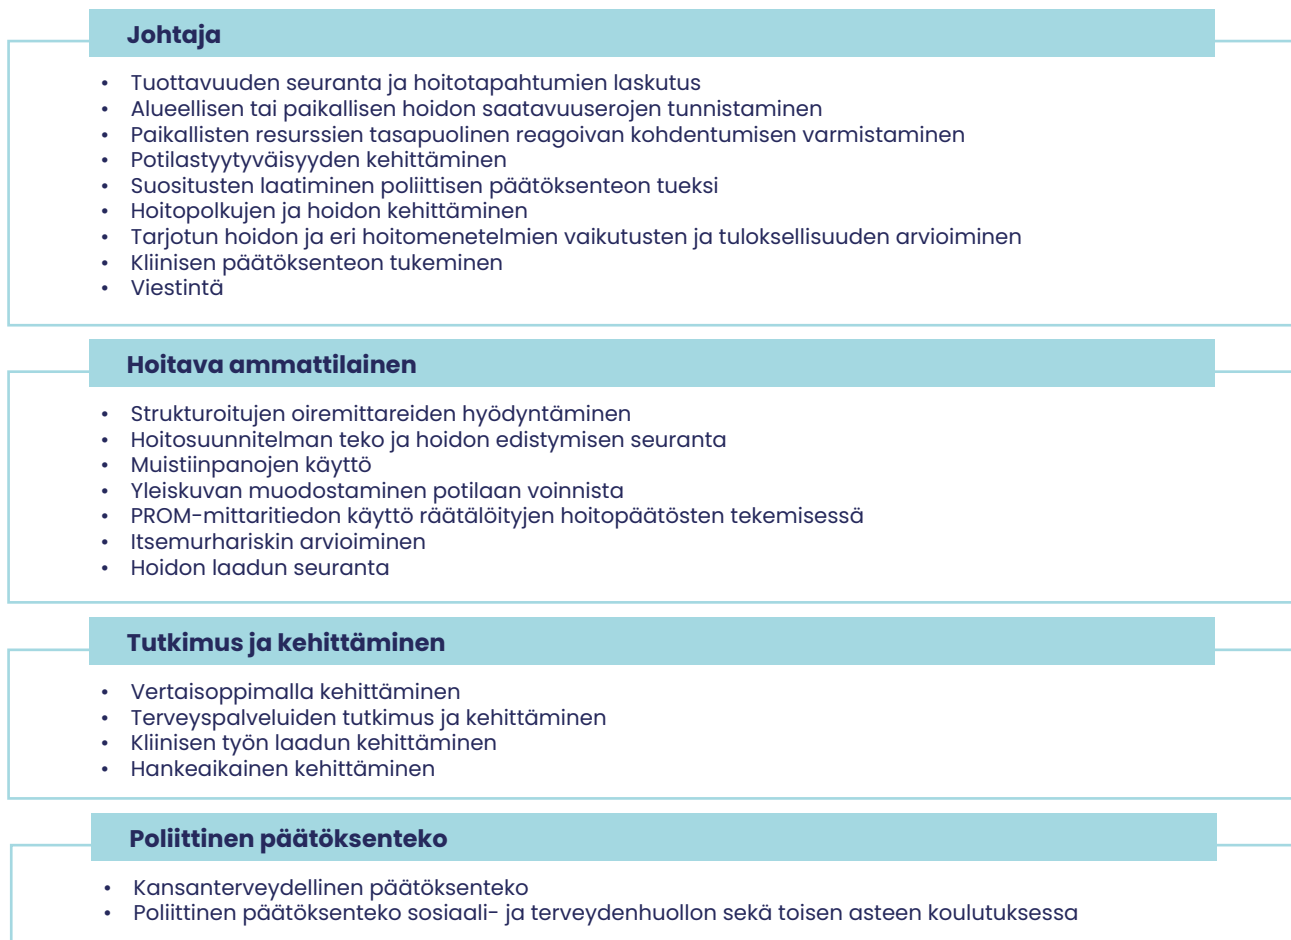 Johtaja
• Tuottavuuden seuranta ja hoitotapahtumien laskutus
• Alueellisen tai paikallisen hoidon saatavuuserojen tunnistaminen
• Paikallisten resurssien tasapuolinen reagoivan kohdentumisen varmistaminen
• Potilastyytyväisyyden kehittäminen
• Suositusten laatiminen poliittisen päätöksenteon tueksi
• Hoitopolkujen ja hoidon kehittäminen
• Tarjotun hoidon ja eri hoitomenetelmien vaikutusten ja tuloksellisuuden arvioiminen
• Kliinisen päätöksenteon tukeminen
• Viestintä
Hoitava ammattilainen
• Strukturoitujen oiremittareiden hyödyntäminen
• Hoitosuunnitelman teko ja hoidon edistymisen seuranta
• Muistiinpanojen käyttö
• Yleiskuvan muodostaminen potilaan voinnista
• PROM-mittaritiedon käyttö räätälöityjen hoitopäätösten tekemisessä
• Itsemurhariskin arvioiminen
• Hoidon laadun seuranta
Tutkimus ja kehittäminen
• Vertaisoppimalla kehittäminen
• Terveyspalveluiden tutkimus ja kehittäminen
• Kliinisen työn laadun kehittäminen
• Hankeaikainen kehittäminen
Poliittinen päätöksenteko
• Kansanterveydellinen päätöksenteko
• Poliittinen päätöksenteko sosiaali- ja terveydenhuollon sekä toisen asteen koulutuksessa